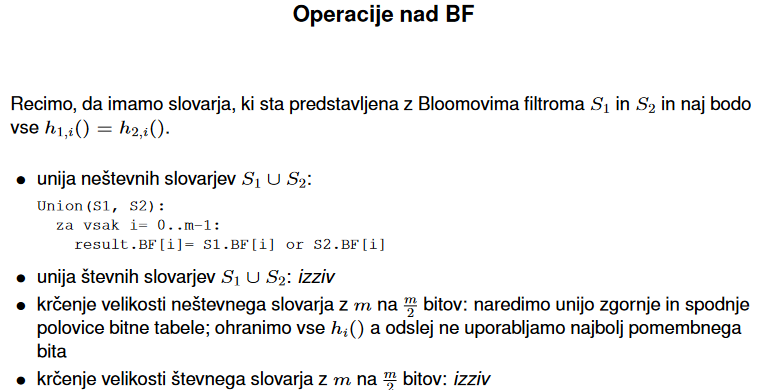 Operacije nad BF
Recimo, da imamo slovarja, ki sta predstavljena z Bloomovima filtroma S₁ in S₂ in naj bodo
vse h₁,ᵢ() = h₂,ᵢ().
• unija neštevnih slovarjev S₁ ∪ S₂:
Union(S1, S2):
za vsak i= 0..m-1:
result.BF[i]= S1.BF[i] or S2.BF[i]
• unija števnih slovarjev S₁ ∪ S₂: izziv
• krčenje velikosti neštevnega slovarja z m na m/2 bitov: naredimo unijo zgornje in spodnje
polovice bitne tabele; ohranimo vse hᵢ() a odslej ne uporabljamo najbolj pomembnega
bita
• krčenje velikosti števnega slovarja z m na m/2 bitov: izziv